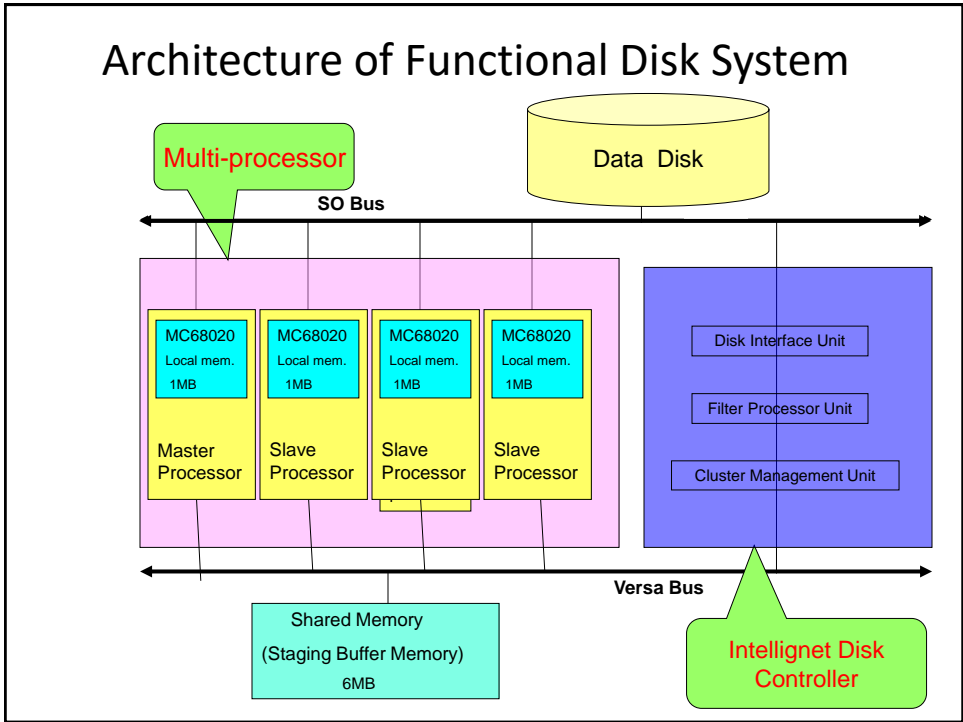 Architecture of Functional Disk System
Multi-processor
Data Disk
SO Bus
MC68020
Local mem.
1MB
Master
Processor
MC68020
Local mem.
1MB
Slave
Processor
MC68020
Local mem.
1MB
Slave
Processor
MC68020
Local mem.
1MB
Slave
Processor
Disk Interface Unit
Filter Processor Unit
Cluster Management Unit
Versa Bus
Shared Memory
(Staging Buffer Memory)
6MB
Intellignet Disk
Controller